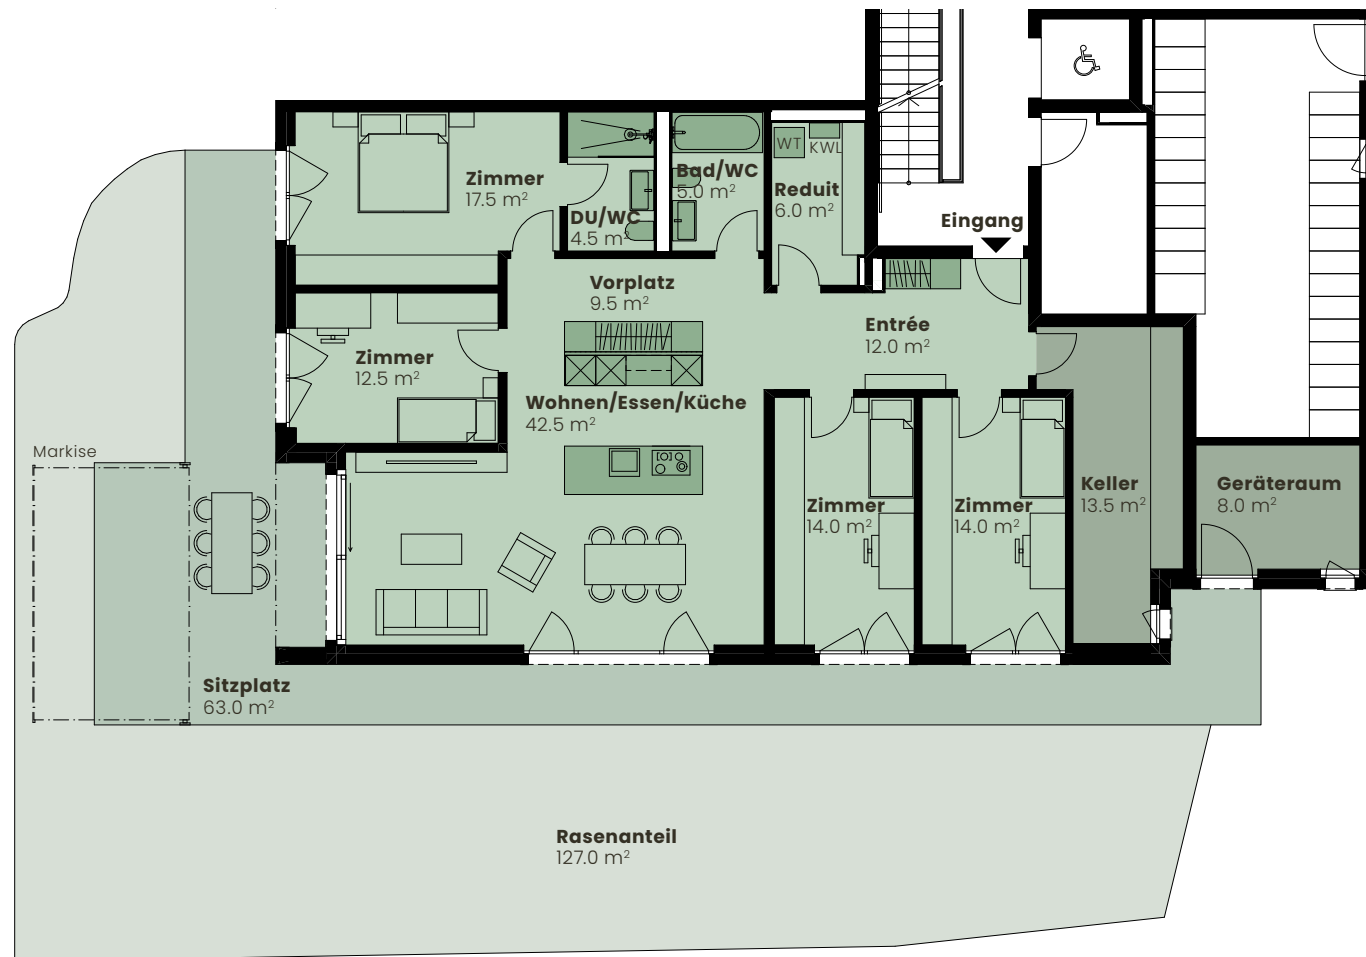 Zimmer
17.5 m²
DU/WC
4.5 m²
Bad/WC
5.0 m²
WT
KWL
Reduit
6.0 m²
Eingang
Vorplatz
9.5 m²
Entrée
12.0 m²
Zimmer
12.5 m²
Wohnen/Essen/Küche
42.5 m²
Markise
Zimmer
14.0 m²
Zimmer
14.0 m²
Keller
13.5 m²
Geräteraum
8.0 m²
Sitzplatz
63.0 m²
Rasenanteil
127.0 m²